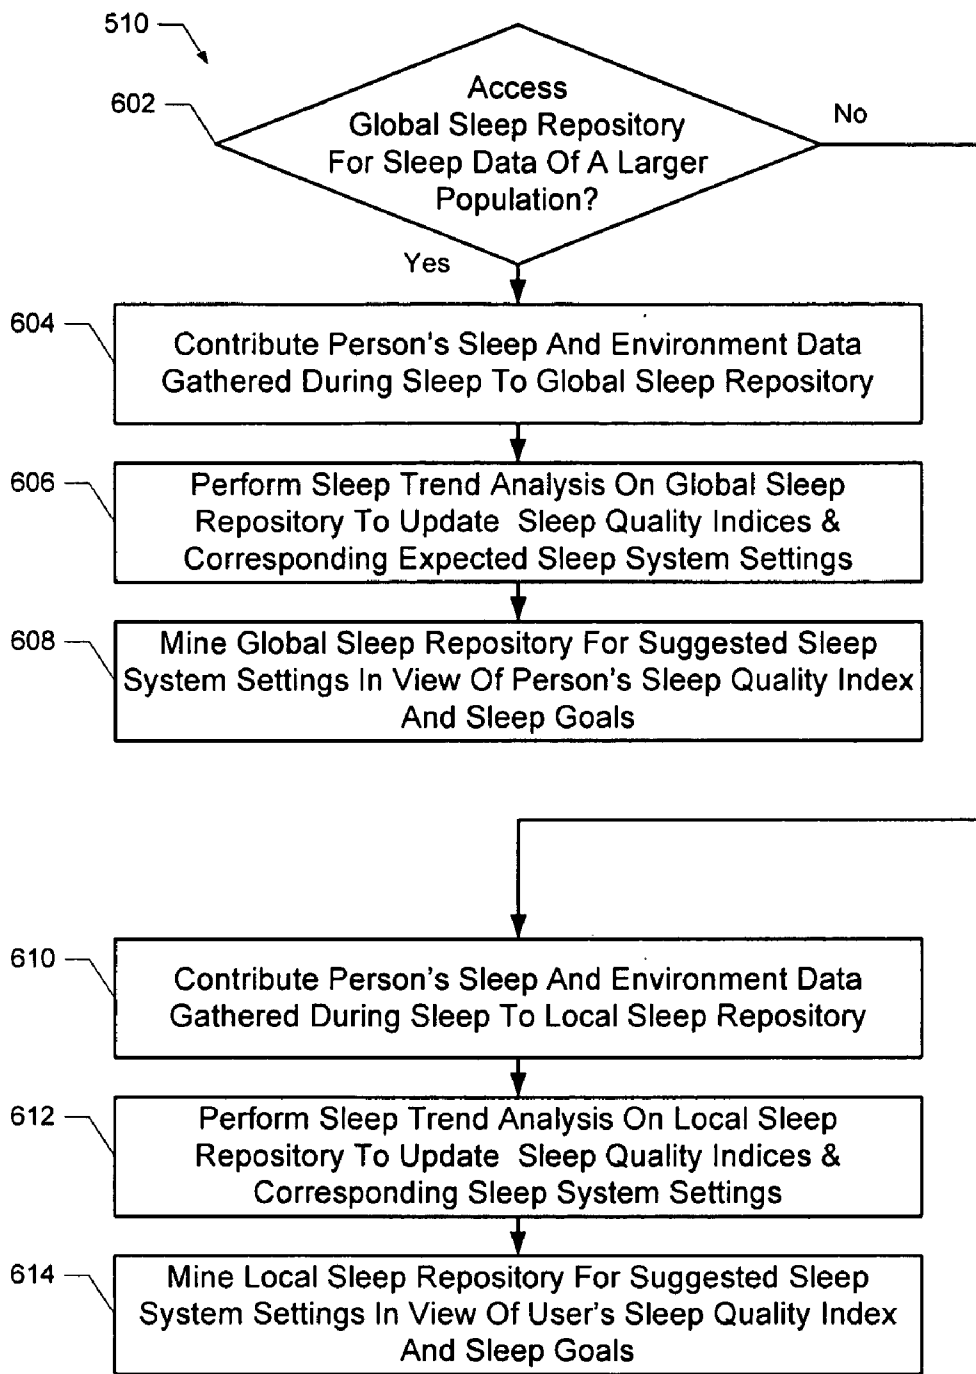 510
602
Access
Global Sleep Repository
For Sleep Data Of A Larger
Population?
No
Yes
604
Contribute Person's Sleep And Environment Data
Gathered During Sleep To Global Sleep Repository
606
Perform Sleep Trend Analysis On Global Sleep
Repository To Update Sleep Quality Indices &
Corresponding Expected Sleep System Settings
608
Mine Global Sleep Repository For Suggested Sleep
System Settings In View Of Person's Sleep Quality Index
And Sleep Goals
610
Contribute Person's Sleep And Environment Data
Gathered During Sleep To Local Sleep Repository
612
Perform Sleep Trend Analysis On Local Sleep
Repository To Update Sleep Quality Indices &
Corresponding Sleep System Settings
614
Mine Local Sleep Repository For Suggested Sleep
System Settings In View Of User's Sleep Quality Index
And Sleep Goals